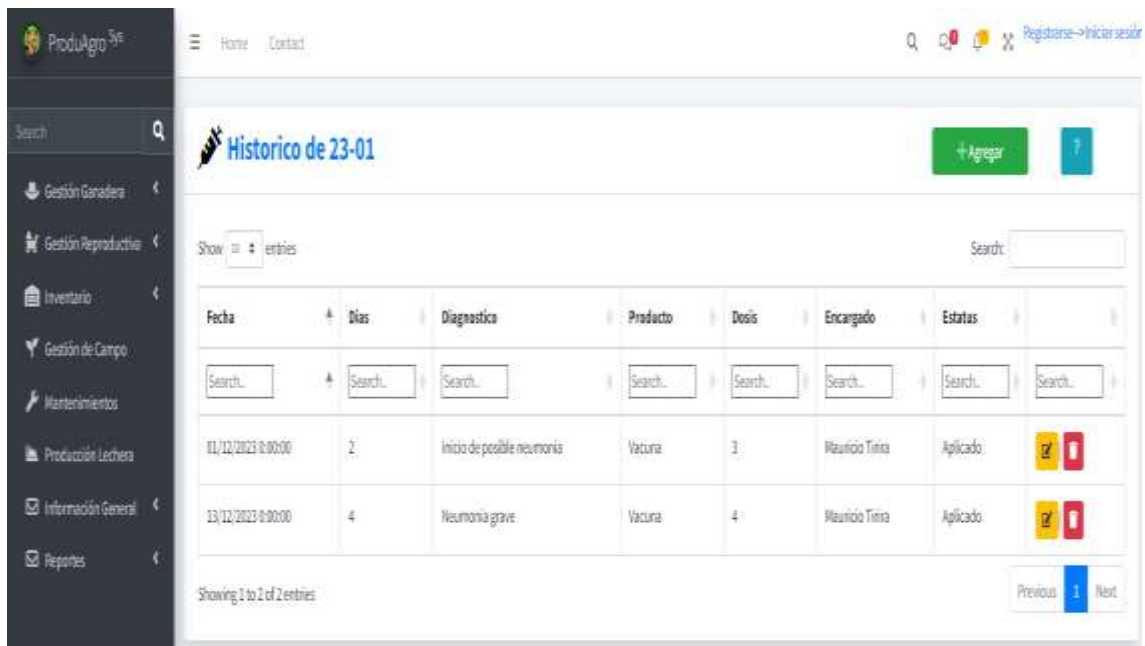 ProduAgro Sys
Home Contact
Registrarse-->Iniciar sesión
Search
Historico de 23-01
+ Agregar
?
Gestión Ganadera
Gestión Reproductiva
Inventario
Gestión de Campo
Mantenimientos
Producción Lechera
Información General
Reportes
Show entries
Search:
Fecha Dias Diagnostico Producto Dosis Encargado Estatas
Search... Search... Search... Search... Search... Search... Search... Search...
01/12/2023 0:00:00 2 Inicio de posible neumonia Vacuna 3 Mauricio Tirira Aplicado
13/12/2023 0:00:00 4 Neumonia grave Vacuna 4 Mauricio Tirira Aplicado
Showing 1 to 2 of 2 entries
Previous 1 Next